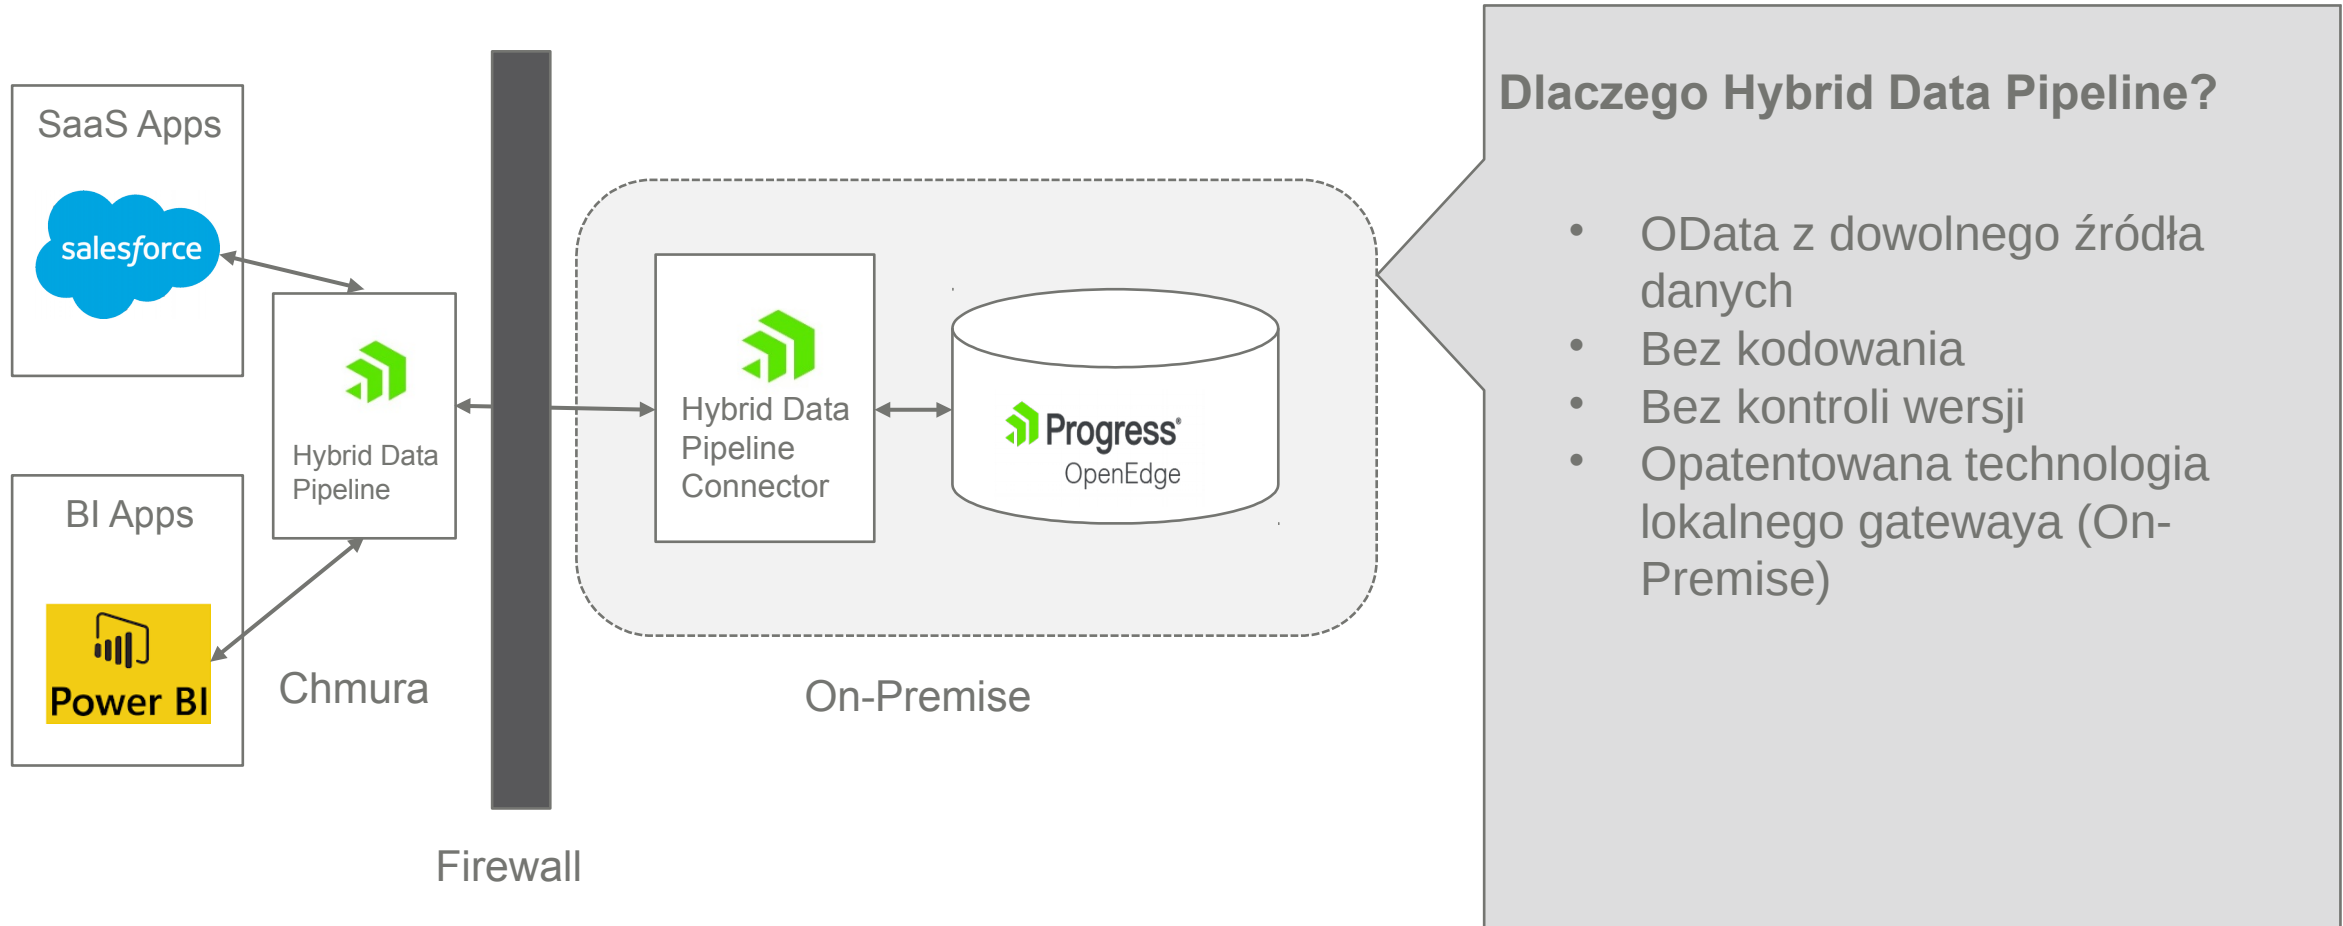 SaaS Apps
salesforce
Hybrid Data
Pipeline
BI Apps
Power BI
Chmura
Firewall
Hybrid Data
Pipeline
Connector
Progress®
OpenEdge
On-Premise
Dlaczego Hybrid Data Pipeline?
• OData z dowolnego źródła
danych
• Bez kodowania
• Bez kontroli wersji
• Opatentowana technologia
lokalnego gatewaya (On-
Premise)